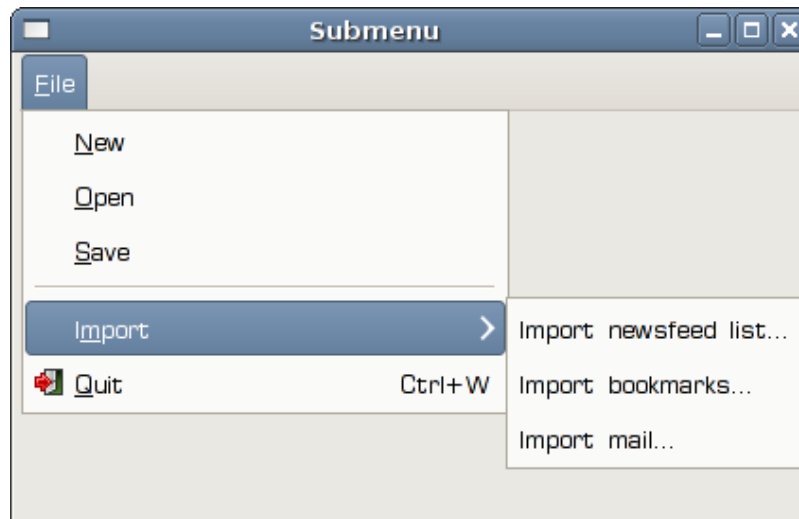 Submenu
File
New
Open
Save
Import
Import newsfeed list...
Quit Ctrl+W
Import bookmarks...
Import mail...